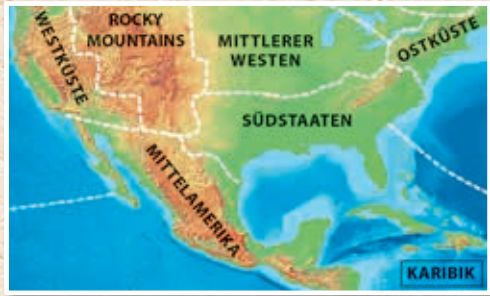 ROCKY
MOUNTAINS
WESTKÜSTE
MITTLERER
WESTEN
OSTKÜSTE
SÜDSTAATEN
MITTELAMERIKA
KARIBIK